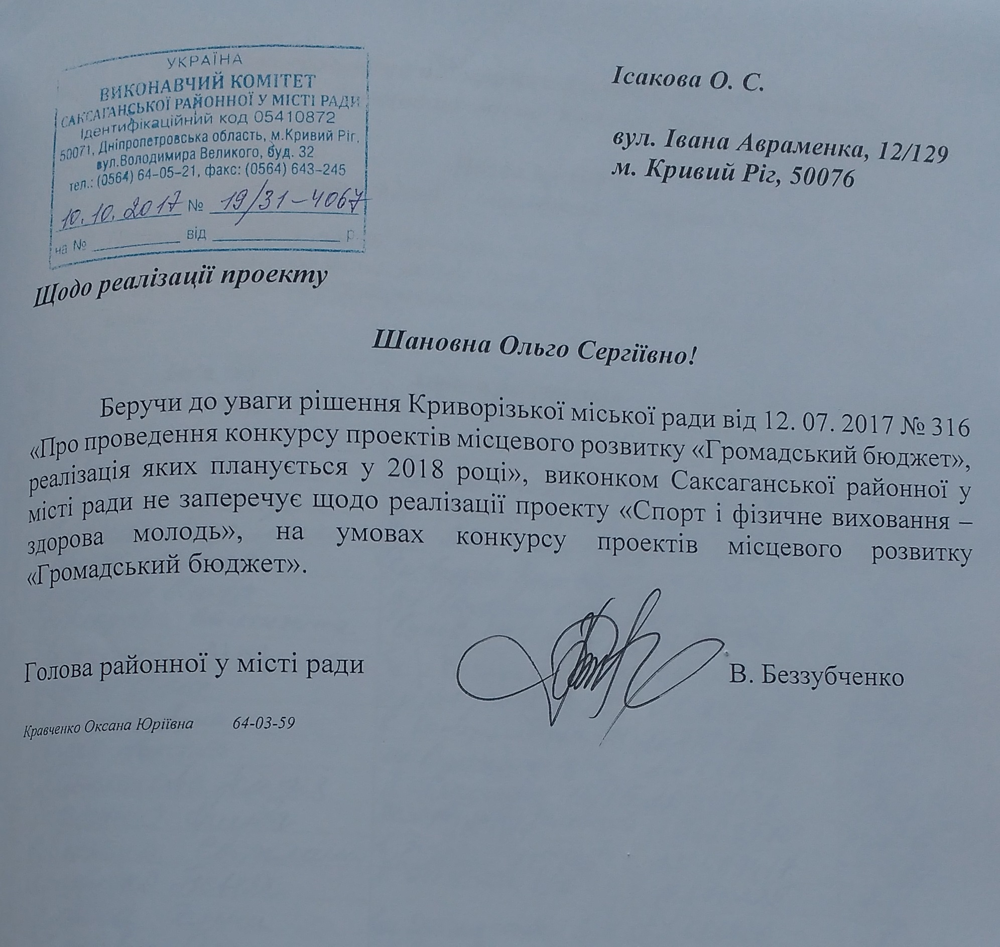 УКРАЇНА
ВИКОНАВЧИЙ КОМІТЕТ
САКСАГАНСЬКОЇ РАЙОННОЇ У МІСТІ РАДИ
Ідентифікаційний код 05410872
50071, Дніпропетровська область, м.Кривий Ріг,
вул.Володимира Великого, буд. 32
тел.: (0564) 64-05-21, факс: (0564) 643-245
10.10.2017 № 19/31-4067
на № від р.
Ісакова О. С.
вул. Івана Авраменка, 12/129
м. Кривий Ріг, 50076
Щодо реалізації проекту
Шановна Ольго Сергіївно!
Беручи до уваги рішення Криворізької міської ради від 12. 07. 2017 № 316
«Про проведення конкурсу проектів місцевого розвитку «Громадський бюджет»,
реалізація яких планується у 2018 році», виконком Саксаганської районної у
місті ради не заперечує щодо реалізації проекту «Спорт і фізичне виховання –
здорова молодь», на умовах конкурсу проектів місцевого розвитку
«Громадський бюджет».
Голова районної у місті ради В. Беззубченко
Кравченко Оксана Юріївна 64-03-59